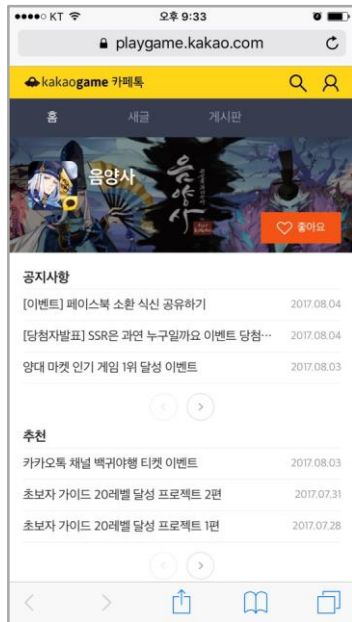 KT 오후 9:33
playgame.kakao.com
kakaogame 카페톡
홈 새글 게시판
음양사
음양사
좋아요
공지사항
[이벤트] 페이스북 소환 식신 공유하기 2017.08.04
[당첨자발표] SSR은 과연 누구일까요 이벤트 당첨… 2017.08.04
양대 마켓 인기 게임 1위 달성 이벤트 2017.08.03
추천
카카오톡 채널 백귀야행 티켓 이벤트 2017.08.03
초보자 가이드 20레벨 달성 프로젝트 2편 2017.07.31
초보자 가이드 20레벨 달성 프로젝트 1편 2017.07.28